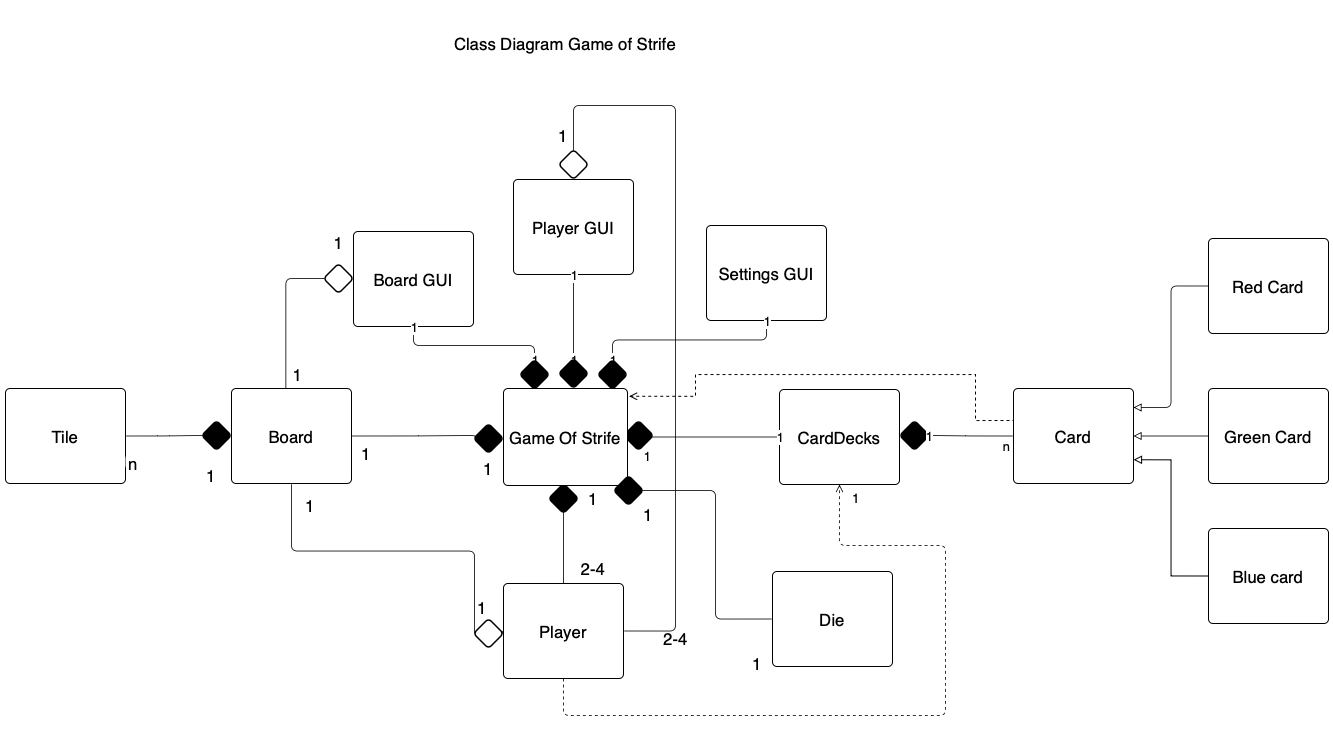 Class Diagram Game of Strife
1
Player GUI
1
1
Board GUI
1
Settings GUI
1
Red Card
1
1
1
1
Tile
n
1
Board
1
1
Game Of Strife
1
1
1
CardDecks
1
n
Card
Green Card
1
1
1
1
2-4
1
Player
2-4
Die
1
Blue card